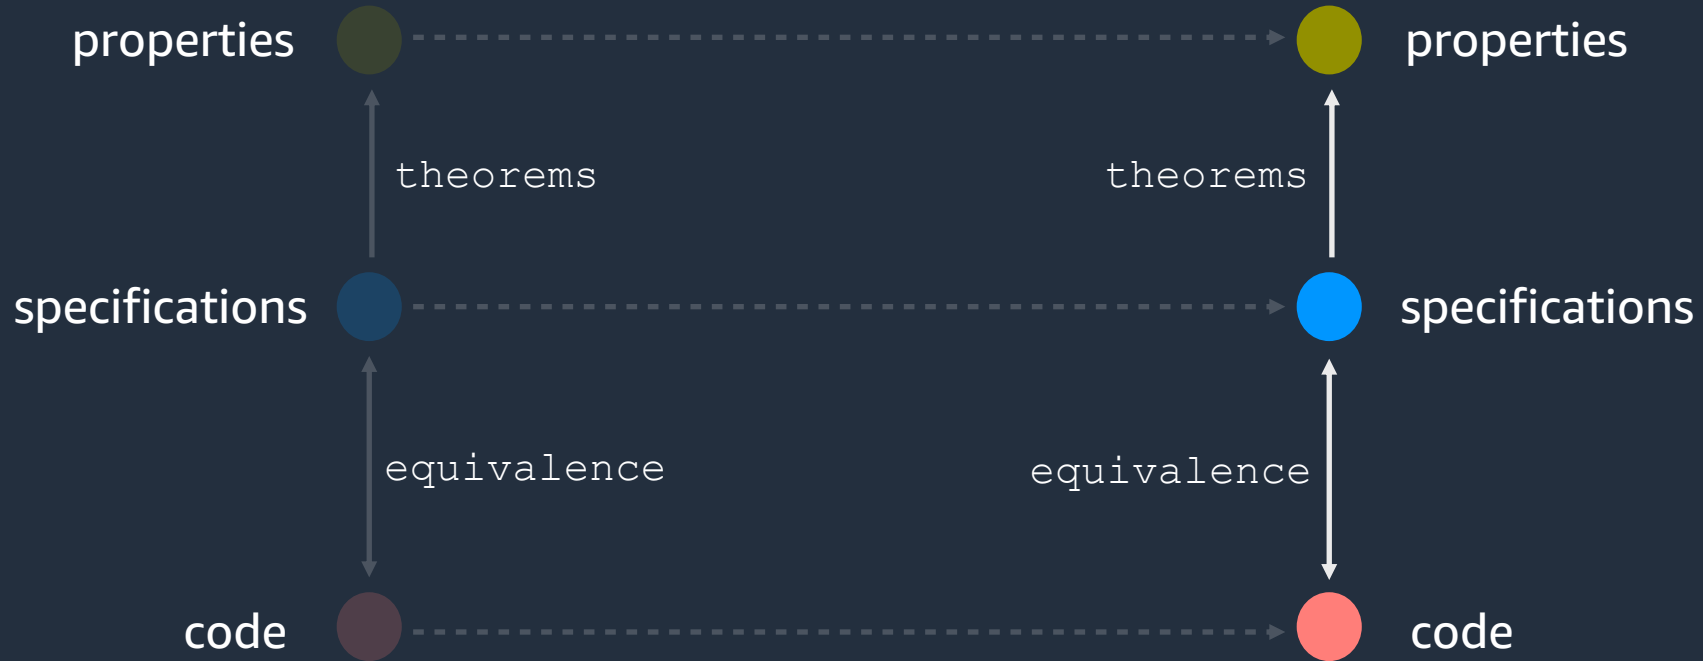 properties
properties
theorems
theorems
specifications
specifications
equivalence
equivalence
code
code